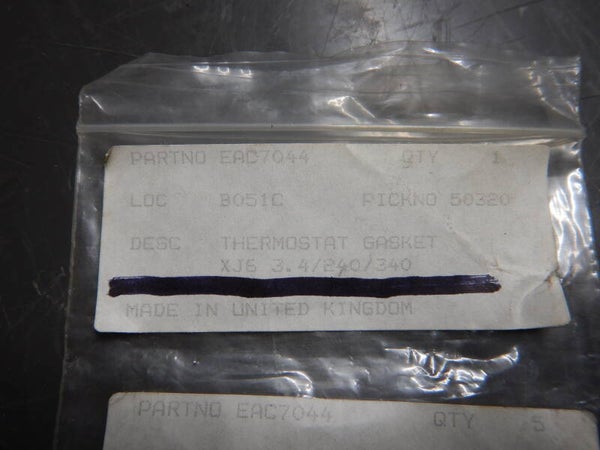 PARTNO EAC7044 QTY 1
LOC B051C PICKNO 50320
DESC THERMOSTAT GASKET
XJ6 3.4/240/340
MADE IN UNITED KINGDOM
PARTNO EAC7044 QTY 5